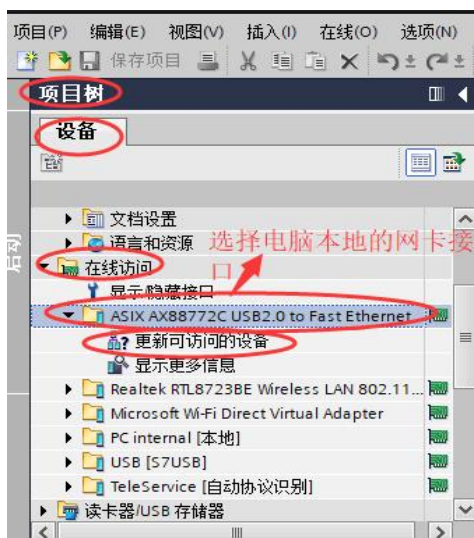 项目(P) 编辑(E) 视图(V) 插入(I) 在线(O) 选项(N)
保存项目
项目树
设备
启动
文档设置
语言和资源
选择电脑本地的网卡接口
在线访问
显示/隐藏接口
ASIX AX88772C USB2.0 to Fast Ethernet
更新可访问的设备
显示更多信息
Realtek RTL8723BE Wireless LAN 802.11...
Microsoft Wi-Fi Direct Virtual Adapter
PC internal [本地]
USB [S7USB]
TeleService [自动协议识别]
读卡器/USB 存储器